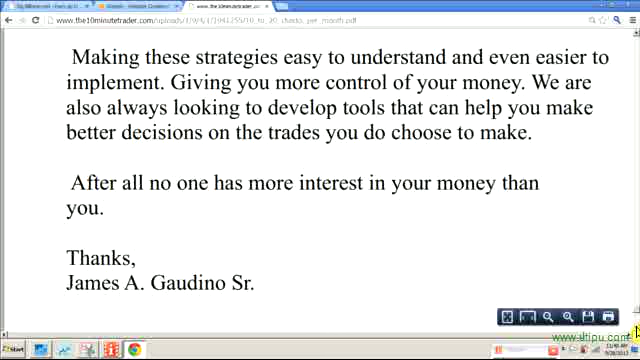 www.the10minutetrader.com
Making these strategies easy to understand and even easier to
implement. Giving you more control of your money. We are
also always looking to develop tools that can help you make
better decisions on the trades you do choose to make.
After all no one has more interest in your money than
you.
Thanks,
James A. Gaudino Sr.
Start